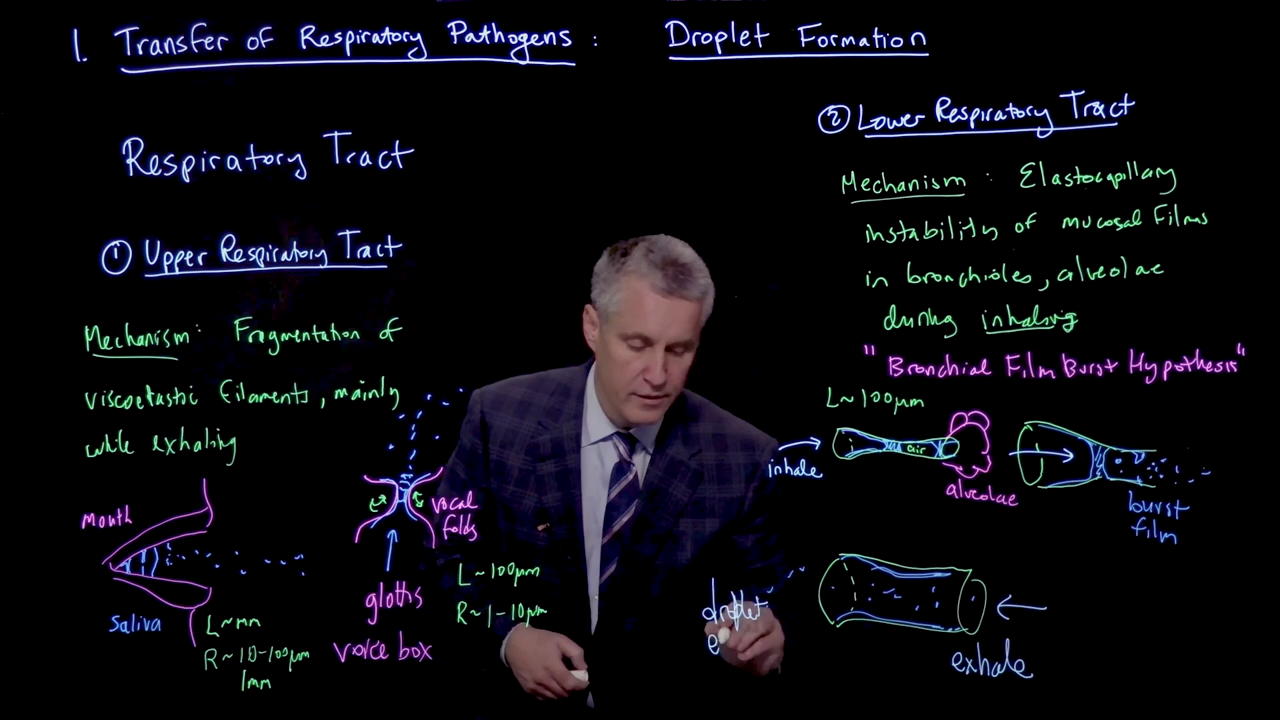 1. Transfer of Respiratory Pathogens : Droplet Formation
Respiratory Tract
① Upper Respiratory Tract
Mechanism: Fragmentation of
viscoelastic filaments, mainly
while exhaling
Mouth
Saliva
L~mm
R~10-100μm
1mm
vocal
folds
L~100μm
R~1-10μm
voice box
② Lower Respiratory Tract
Mechanism : Elastocapillary
instability of mucosal films
in bronchioles, alveolae
during inhaling
"Bronchial Film Burst Hypothesis"
L~100μm
inhale
air
alveolae
burst
film
droplet
e
exhale